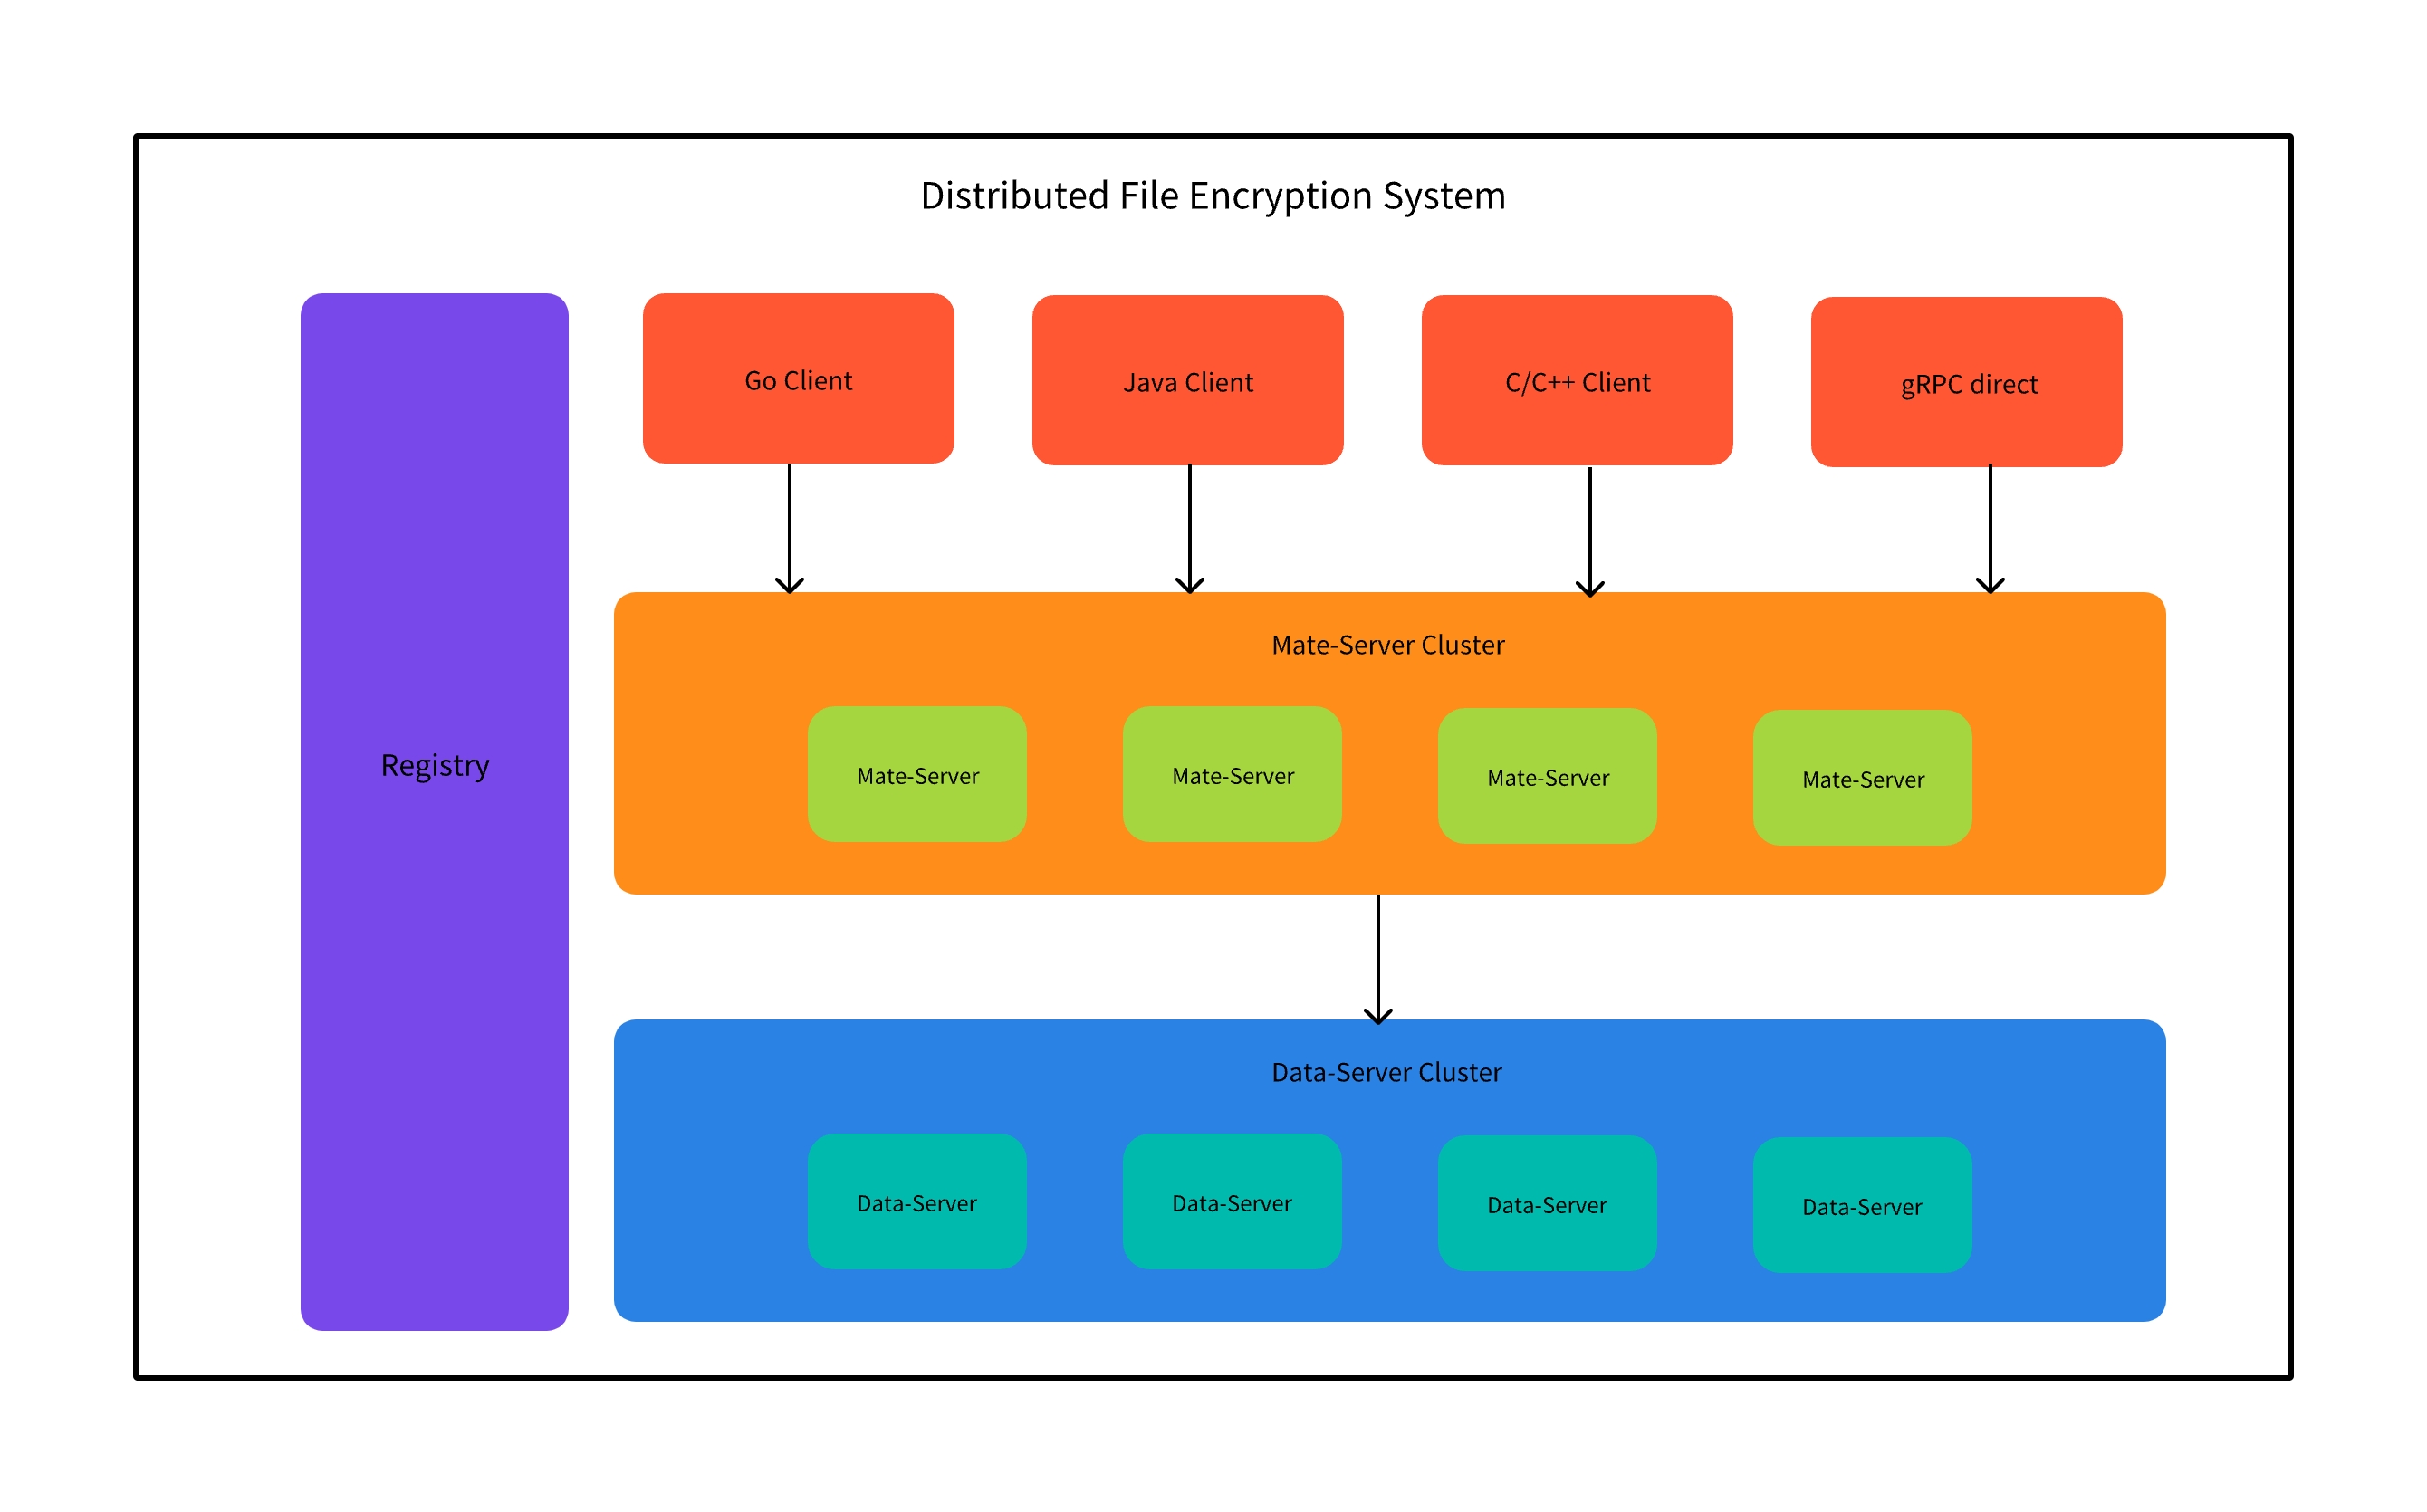 Distributed File Encryption System
Registry
Go Client
Java Client
C/C++ Client
gRPC direct
Mate-Server Cluster
Mate-Server
Mate-Server
Mate-Server
Mate-Server
Data-Server Cluster
Data-Server
Data-Server
Data-Server
Data-Server